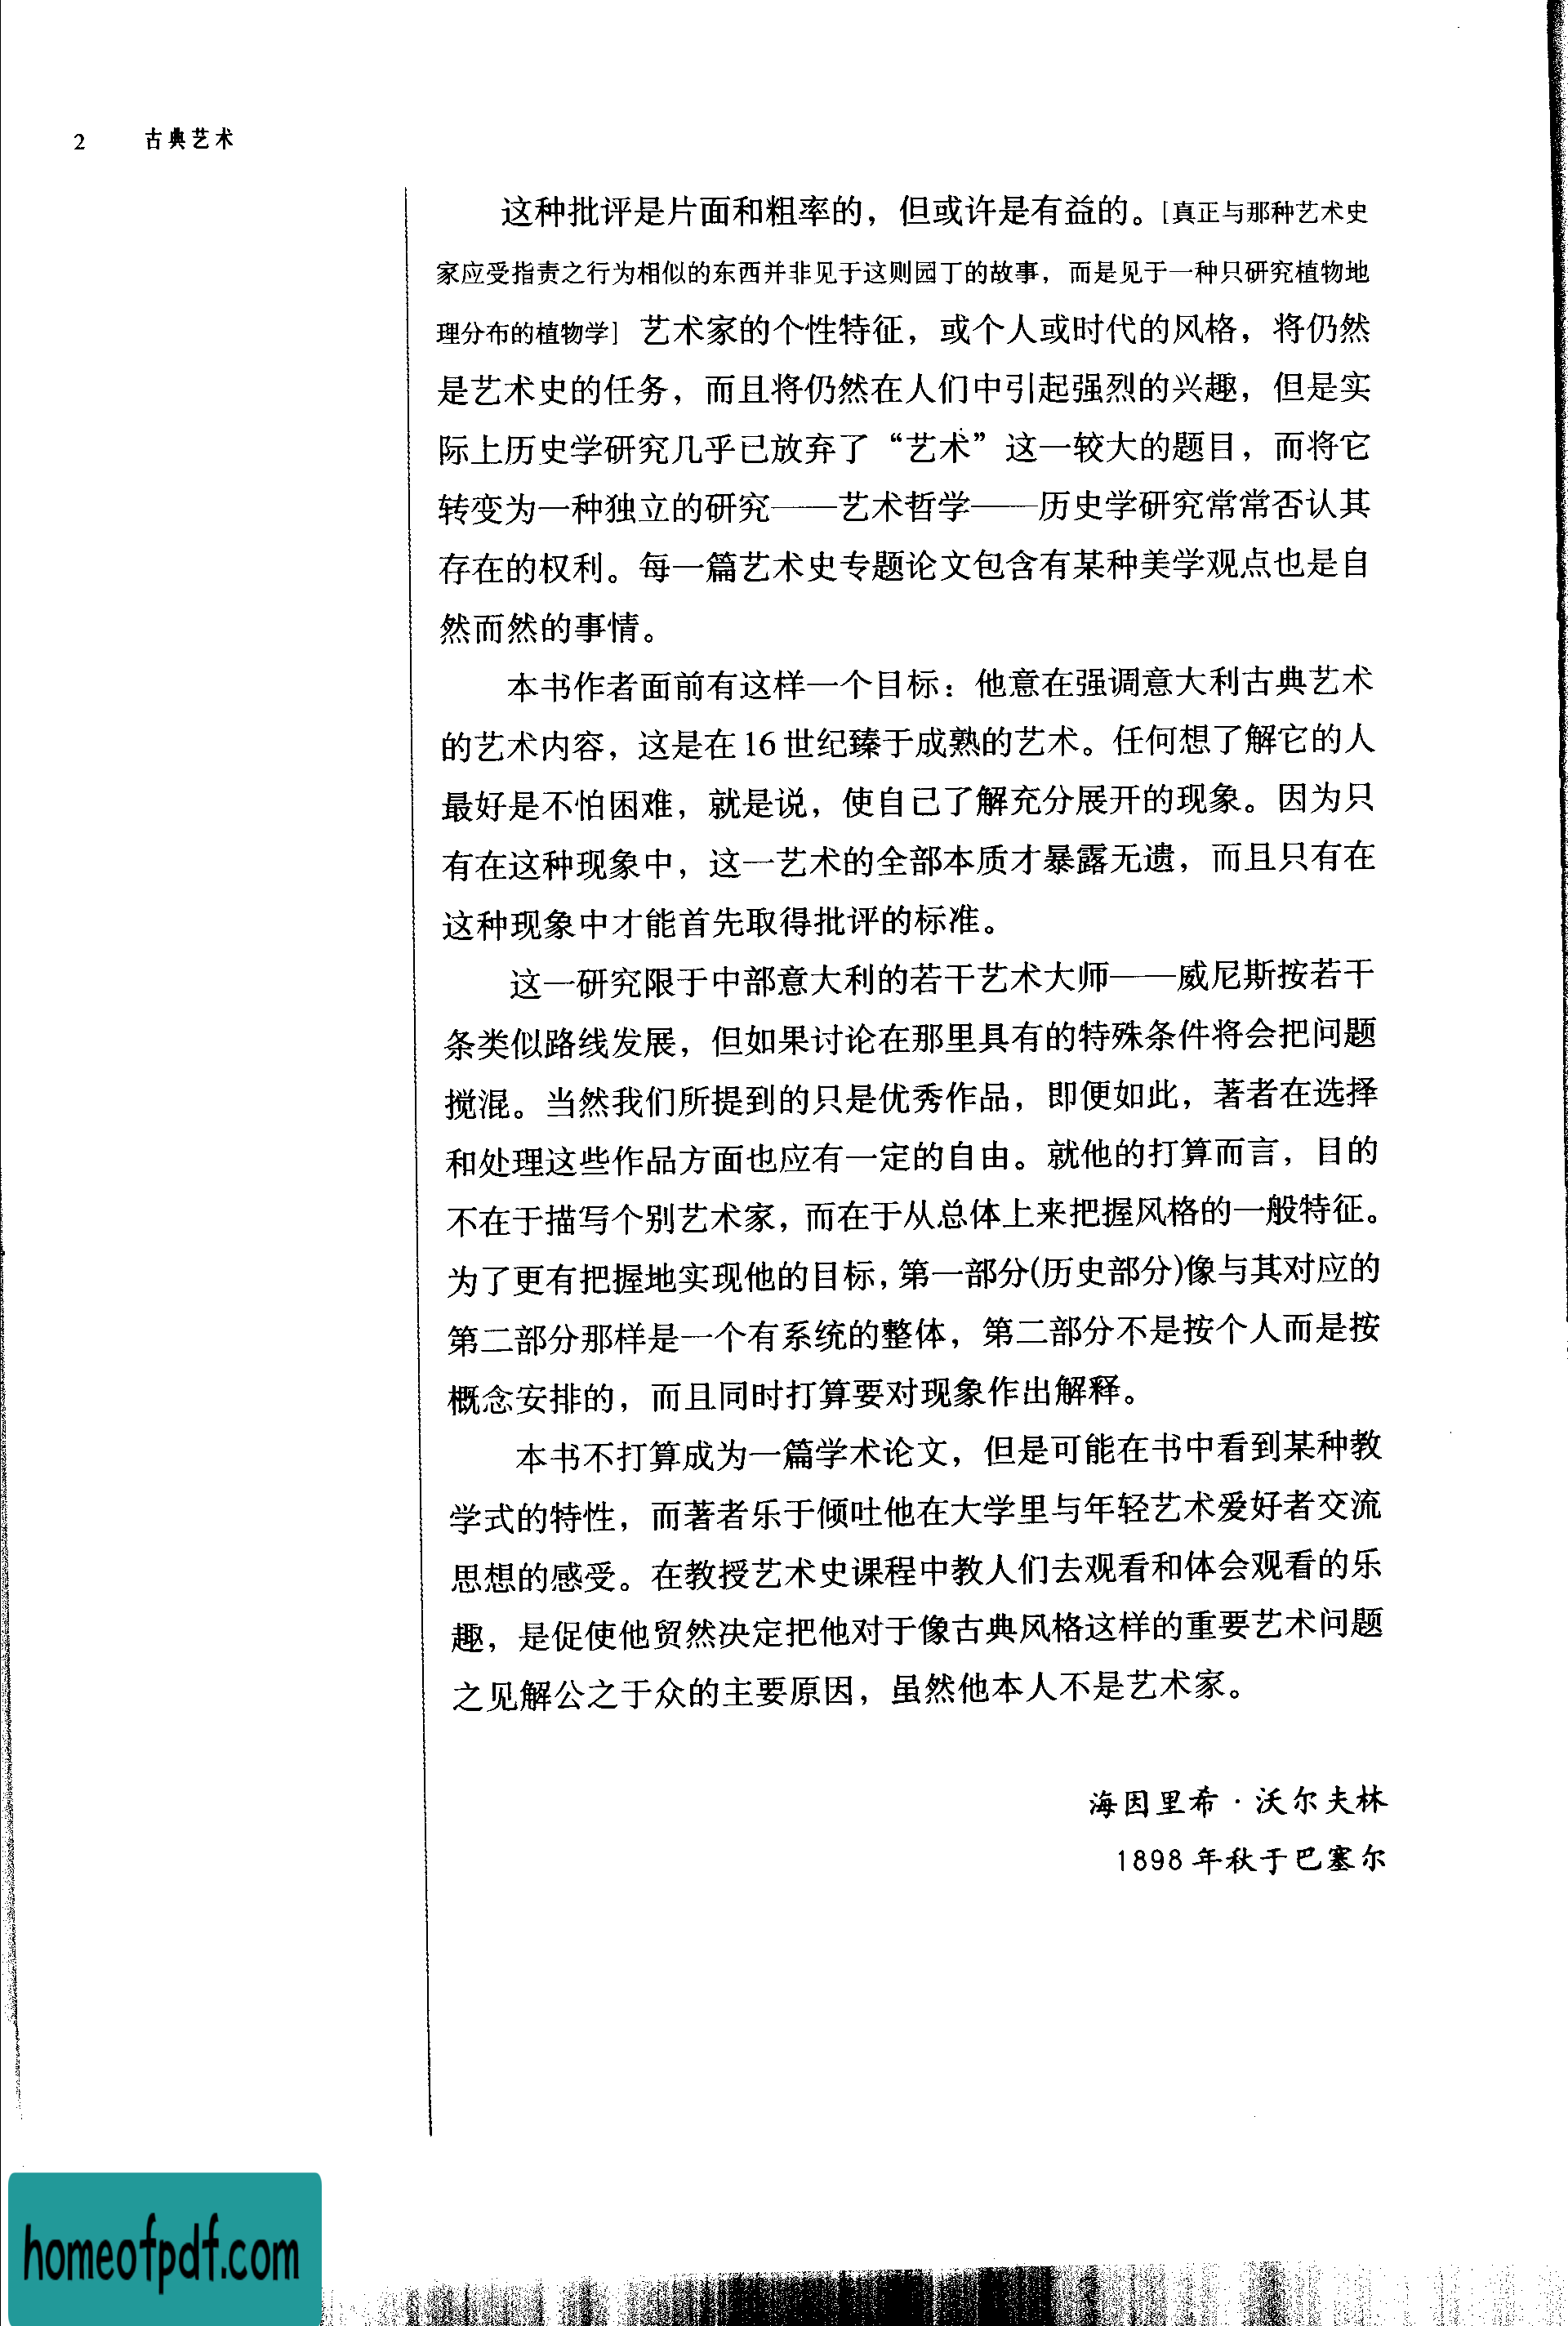 2 古典艺术
这种批评是片面和粗率的，但或许是有益的。[真正与那种艺术史
家应受指责之行为相似的东西并非见于这则园丁的故事，而是见于一种只研究植物地
理分布的植物学] 艺术家的个性特征，或个人或时代的风格，将仍然
是艺术史的任务，而且将仍然在人们中引起强烈的兴趣，但是实
际上历史学研究几乎已放弃了“艺术”这一较大的题目，而将它
转变为一种独立的研究——艺术哲学——历史学研究常常否认其
存在的权利。每一篇艺术史专题论文包含有某种美学观点也是自
然而然的事情。
本书作者面前有这样一个目标：他意在强调意大利古典艺术
的艺术内容，这是在16世纪臻于成熟的艺术。任何想了解它的人
最好是不怕困难，就是说，使自己了解充分展开的现象。因为只
有在这种现象中，这一艺术的全部本质才暴露无遗，而且只有在
这种现象中才能首先取得批评的标准。
这一研究限于中部意大利的若干艺术大师——威尼斯按若干
条类似路线发展，但如果讨论在那里具有的特殊条件将会把问题
搅混。当然我们所提到的只是优秀作品，即便如此，著者在选择
和处理这些作品方面也应有一定的自由。就他的打算而言，目的
不在于描写个别艺术家，而在于从总体上来把握风格的一般特征。
为了更有把握地实现他的目标，第一部分(历史部分)像与其对应的
第二部分那样是一个有系统的整体，第二部分不是按个人而是按
概念安排的，而且同时打算要对现象作出解释。
本书不打算成为一篇学术论文，但是可能在书中看到某种教
学式的特性，而著者乐于倾吐他在大学里与年轻艺术爱好者交流
思想的感受。在教授艺术史课程中教人们去观看和体会观看的乐
趣，是促使他贸然决定把他对于像古典风格这样的重要艺术问题
之见解公之于众的主要原因，虽然他本人不是艺术家。
海因里希·沃尔夫林
1898年秋于巴塞尔
homeofpdf.com